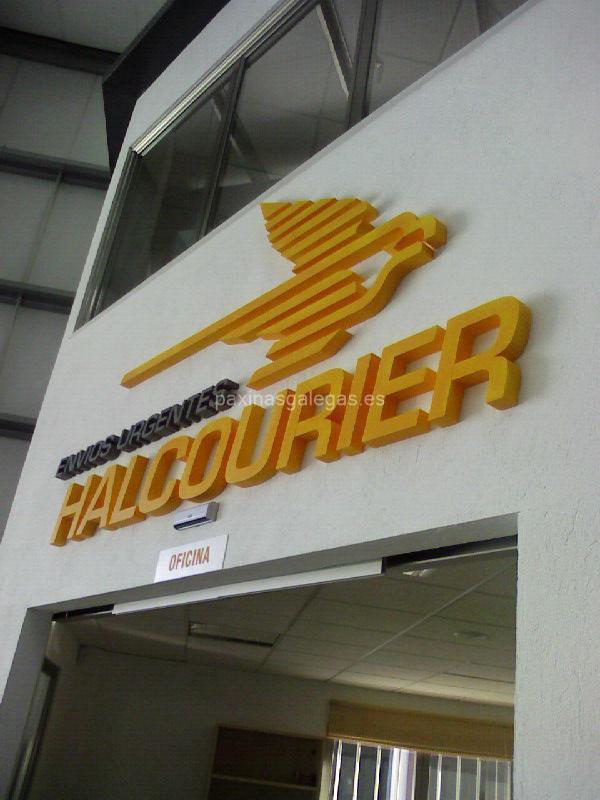 ENVIOS URGENTES
HALCOURIER
OFICINA
paxinasgalegas.es